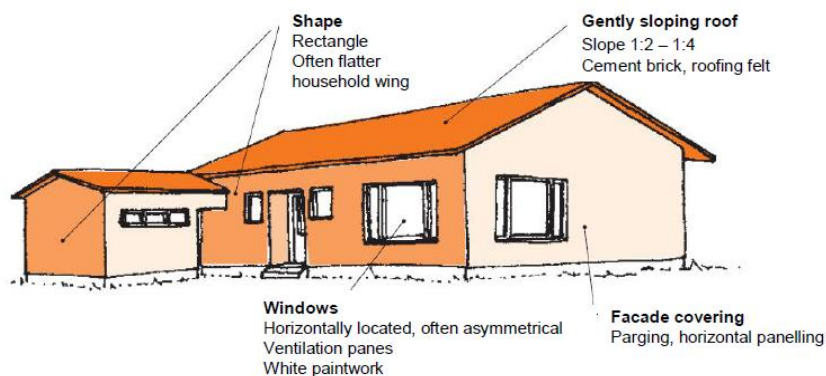 Shape
Rectangle
Often flatter
household wing
Gently sloping roof
Slope 1:2 – 1:4
Cement brick, roofing felt
Windows
Horizontally located, often asymmetrical
Ventilation panes
White paintwork
Facade covering
Parging, horizontal panelling